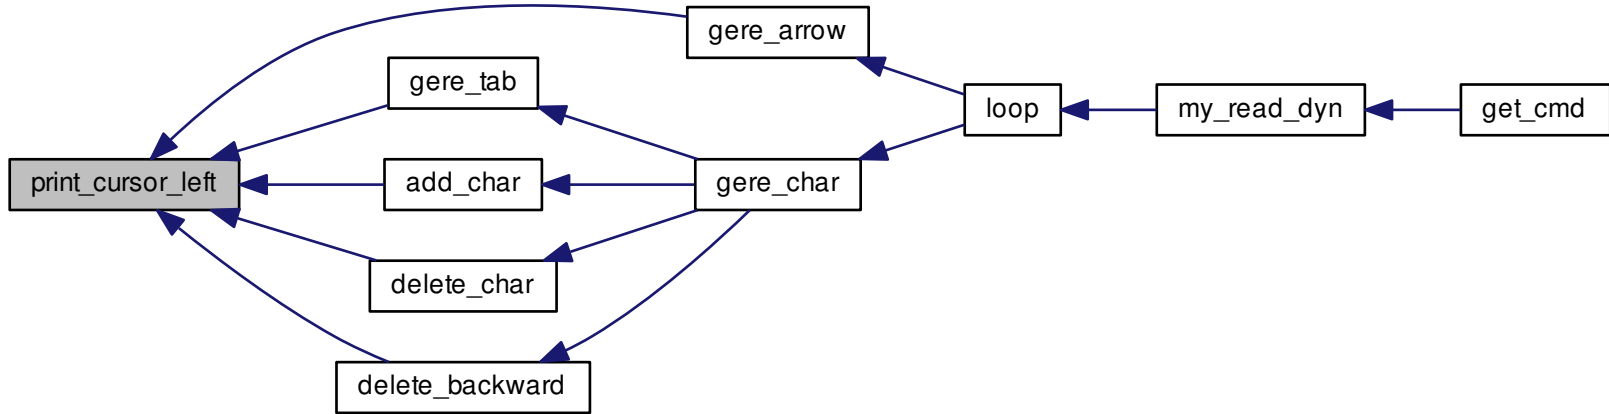 gere_arrow
gere_tab
loop
my_read_dyn
get_cmd
print_cursor_left
add_char
gere_char
delete_char
delete_backward